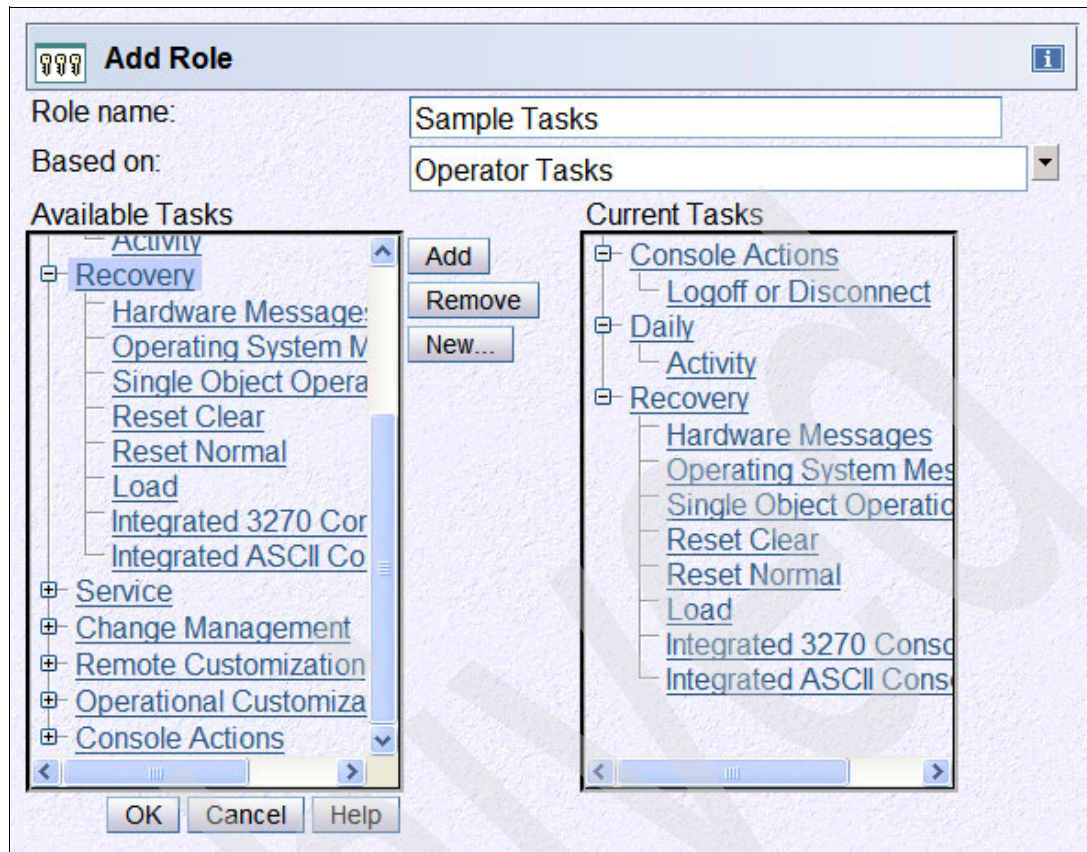 Add Role
Role name:
Sample Tasks
Based on:
Operator Tasks
Available Tasks
Activity
Recovery
Hardware Messages
Operating System M
Single Object Opera
Reset Clear
Reset Normal
Load
Integrated 3270 Cor
Integrated ASCII Co
Service
Change Management
Remote Customization
Operational Customiza
Console Actions
Add
Remove
New...
Current Tasks
Console Actions
Logoff or Disconnect
Daily
Activity
Recovery
Hardware Messages
Operating System Mes
Single Object Operatio
Reset Clear
Reset Normal
Load
Integrated 3270 Conso
Integrated ASCII Conso
OK
Cancel
Help